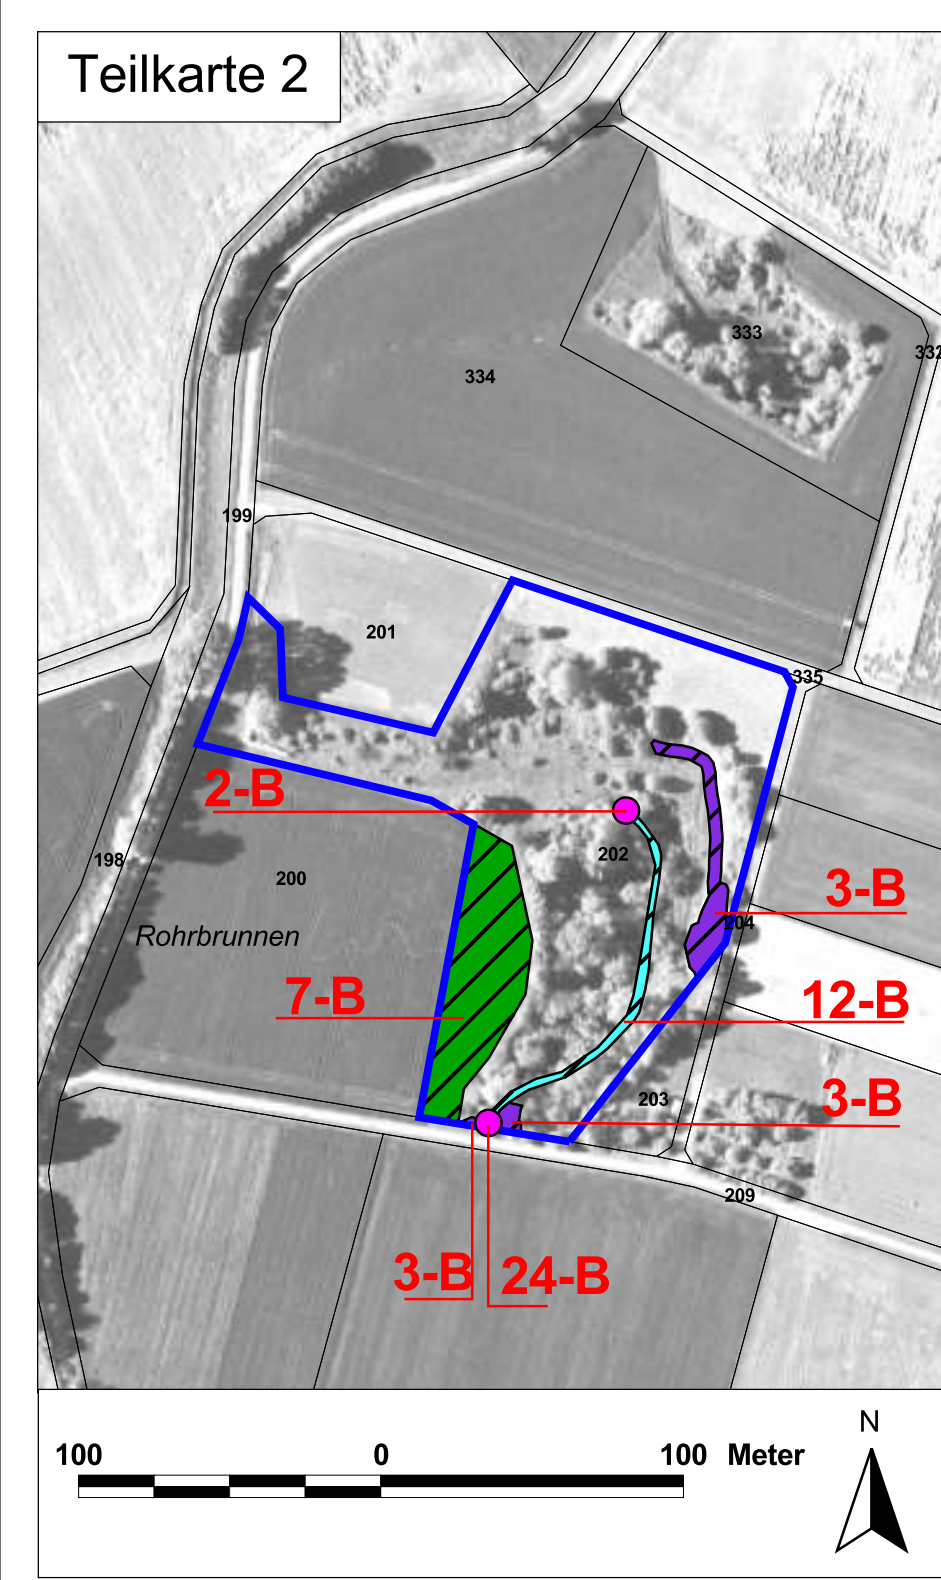 Teilkarte 2
333
332
334
199
201
335
2-B
202
198
200
3-B
204
Rohrbrunnen
7-B
12-B
203
3-B
209
3-B 24-B
N
100 0 100 Meter